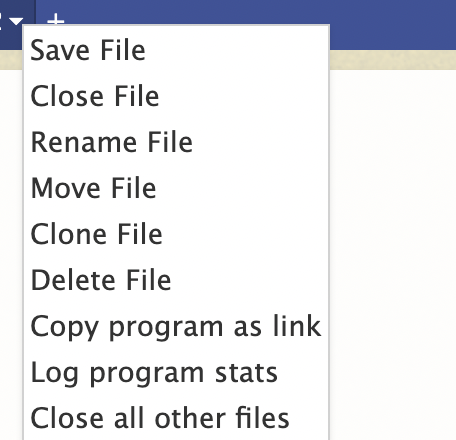 +
Save File
Close File
Rename File
Move File
Clone File
Delete File
Copy program as link
Log program stats
Close all other files